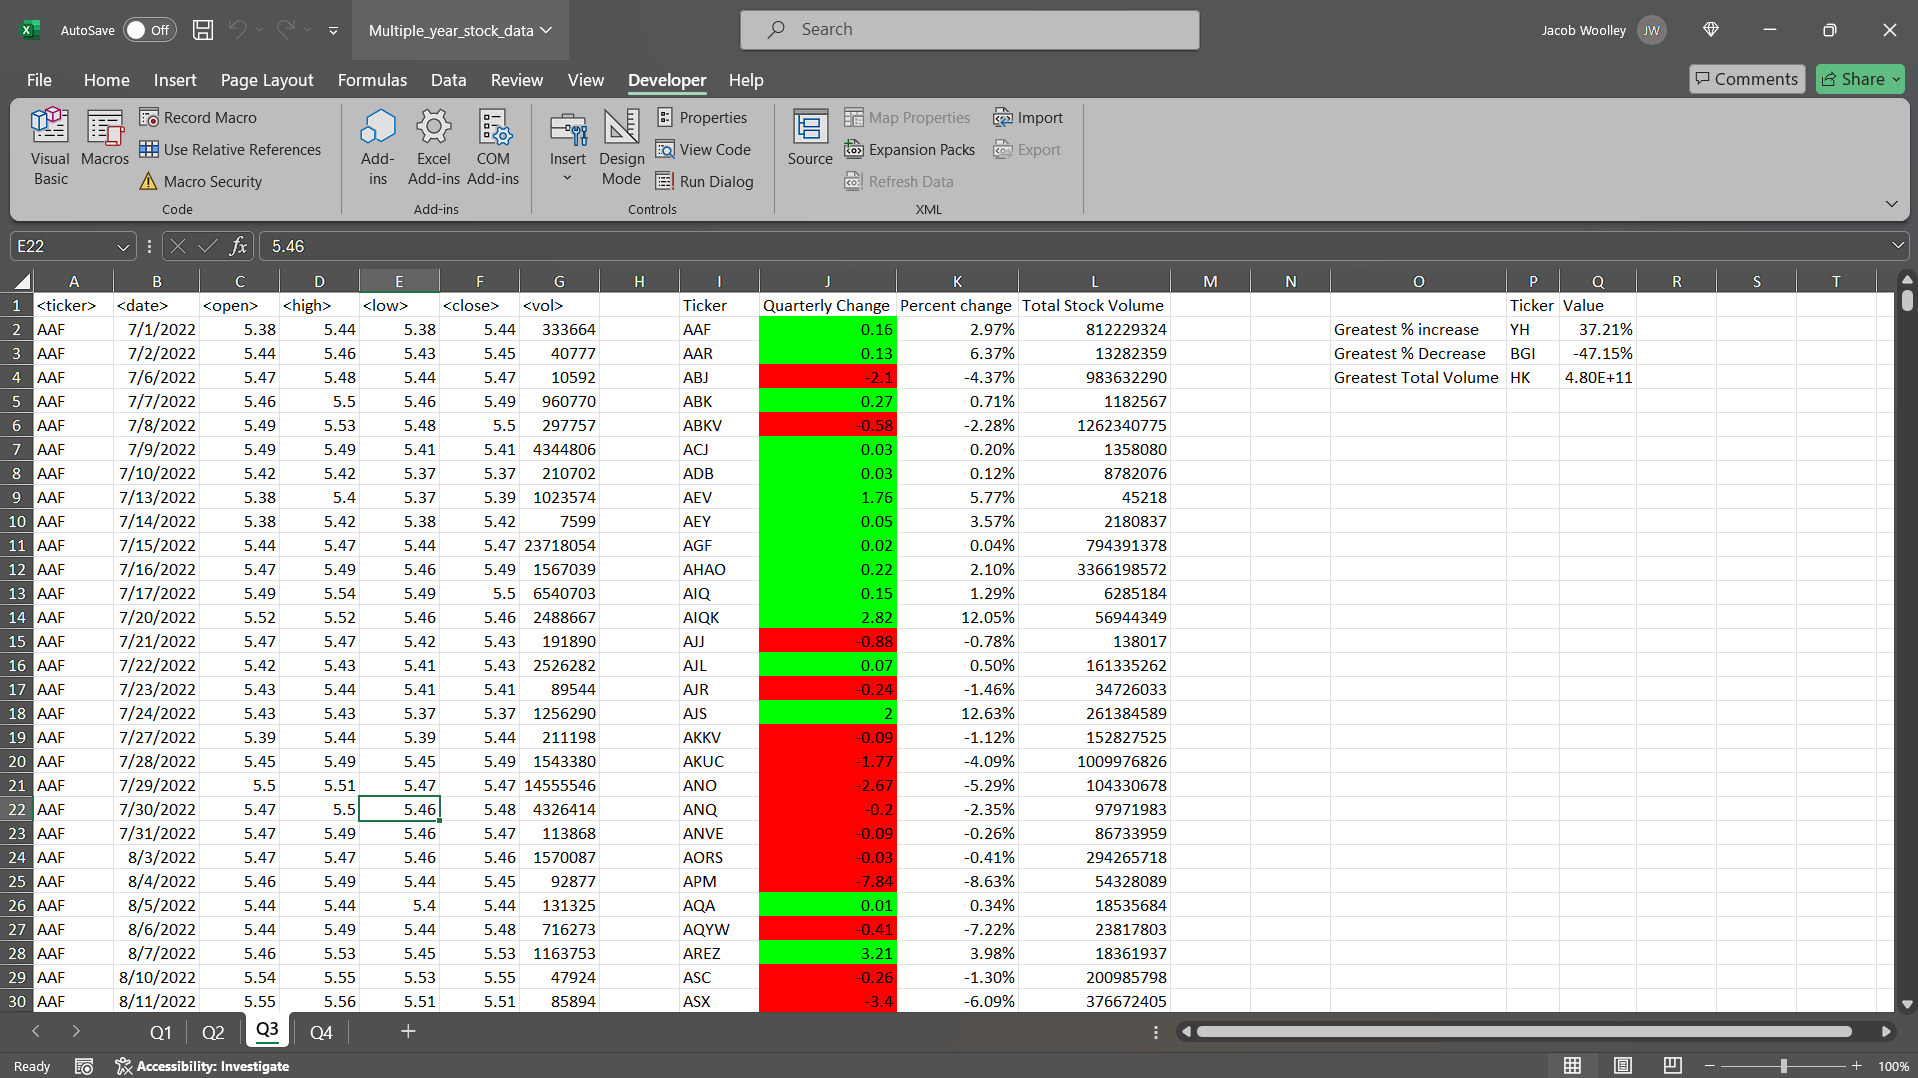 AutoSave Off Multiple_year_stock_data Search Jacob Woolley JW
File Home Insert Page Layout Formulas Data Review View Developer Help Comments Share
Visual Basic Macros Record Macro Use Relative References Macro Security Code
Add-ins Excel Add-ins COM Add-ins Add-ins
Insert Design Mode Properties View Code Run Dialog Controls
Source Map Properties Expansion Packs Refresh Data Import Export XML
E22 fx 5.46
A B C D E F G H I J K L M N O P Q R S T
1 <ticker> <date> <open> <high> <low> <close> <vol> Ticker Quarterly Change Percent change Total Stock Volume Ticker Value
2 AAF 7/1/2022 5.38 5.44 5.38 5.44 333664 AAF 0.16 2.97% 812229324 Greatest % increase YH 37.21%
3 AAF 7/2/2022 5.44 5.46 5.43 5.45 40777 AAR 0.13 6.37% 13282359 Greatest % Decrease BGI -47.15%
4 AAF 7/6/2022 5.47 5.48 5.44 5.47 10592 ABJ -2.1 -4.37% 983632290 Greatest Total Volume HK 4.80E+11
5 AAF 7/7/2022 5.46 5.5 5.46 5.49 960770 ABK 0.27 0.71% 1182567
6 AAF 7/8/2022 5.49 5.53 5.48 5.5 297757 ABKV -0.58 -2.28% 1262340775
7 AAF 7/9/2022 5.49 5.49 5.41 5.41 4344806 ACJ 0.03 0.20% 1358080
8 AAF 7/10/2022 5.42 5.42 5.37 5.37 210702 ADB 0.03 0.12% 8782076
9 AAF 7/13/2022 5.38 5.4 5.37 5.39 1023574 AEV 1.76 5.77% 45218
10 AAF 7/14/2022 5.38 5.42 5.38 5.42 7599 AEY 0.05 3.57% 2180837
11 AAF 7/15/2022 5.44 5.47 5.44 5.47 23718054 AGF 0.02 0.04% 794391378
12 AAF 7/16/2022 5.47 5.49 5.46 5.49 1567039 AHAO 0.22 2.10% 3366198572
13 AAF 7/17/2022 5.49 5.54 5.49 5.5 6540703 AIQ 0.15 1.29% 6285184
14 AAF 7/20/2022 5.52 5.52 5.46 5.46 2488667 AIQK 2.82 12.05% 56944349
15 AAF 7/21/2022 5.47 5.47 5.42 5.43 191890 AJJ -0.88 -0.78% 138017
16 AAF 7/22/2022 5.42 5.43 5.41 5.43 2526282 AJL 0.07 0.50% 161335262
17 AAF 7/23/2022 5.43 5.44 5.41 5.41 89544 AJR -0.24 -1.46% 34726033
18 AAF 7/24/2022 5.43 5.43 5.37 5.37 1256290 AJS 2 12.63% 261384589
19 AAF 7/27/2022 5.39 5.44 5.39 5.44 211198 AKKV -0.09 -1.12% 152827525
20 AAF 7/28/2022 5.45 5.49 5.45 5.49 1543380 AKUC -1.77 -4.09% 1009976826
21 AAF 7/29/2022 5.5 5.51 5.47 5.47 14555546 ANO -2.67 -5.29% 104330678
22 AAF 7/30/2022 5.47 5.5 5.46 5.48 4326414 ANQ -0.2 -2.35% 97971983
23 AAF 7/31/2022 5.47 5.49 5.46 5.47 113868 ANVE -0.09 -0.26% 86733959
24 AAF 8/3/2022 5.47 5.47 5.46 5.46 1570087 AORS -0.03 -0.41% 294265718
25 AAF 8/4/2022 5.46 5.49 5.44 5.45 92877 APM -7.84 -8.63% 54328089
26 AAF 8/5/2022 5.44 5.44 5.4 5.44 131325 AQA 0.01 0.34% 18535684
27 AAF 8/6/2022 5.44 5.49 5.44 5.48 716273 AQYW -0.41 -7.22% 23817803
28 AAF 8/7/2022 5.46 5.53 5.45 5.53 1163753 AREZ 3.21 3.98% 18361937
29 AAF 8/10/2022 5.54 5.55 5.53 5.55 47924 ASC -0.26 -1.30% 200985798
30 AAF 8/11/2022 5.55 5.56 5.51 5.51 85894 ASX -3.4 -6.09% 376672405
Q1 Q2 Q3 Q4
Ready Accessibility: Investigate 100%